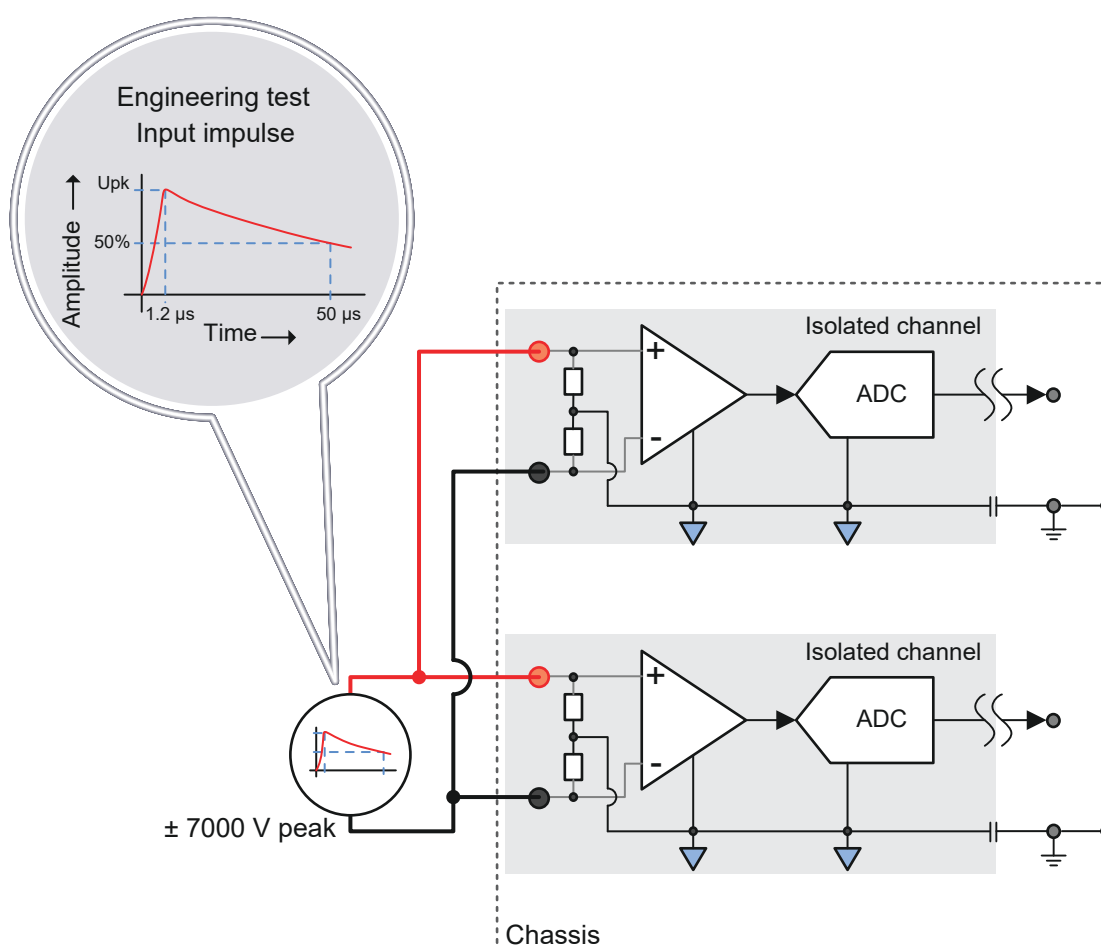 Engineering test
Input impulse
Upk
50%
Amplitude
1.2 µs
50 µs
Time
Isolated channel
+
ADC
-
Isolated channel
+
ADC
-
± 7000 V peak
Chassis